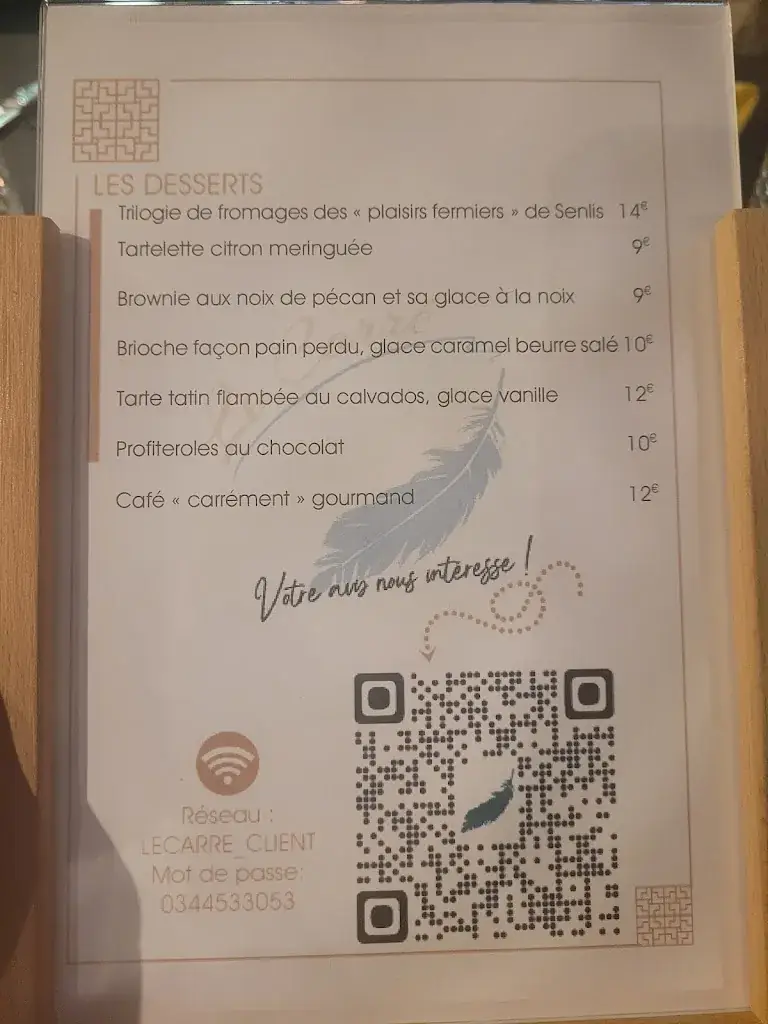 LES DESSERTS
Trilogie de fromages des « plaisirs fermiers » de Senlis 14€
Tartelette citron meringuée 9€
Brownie aux noix de pécan et sa glace à la noix 9€
Brioche façon pain perdu, glace caramel beurre salé 10€
Tarte tatin flambée au calvados, glace vanille 12€
Profiteroles au chocolat 10€
Café « carrément » gourmand 12€
Votre avis nous intéresse !
Réseau :
LECARRE_CLIENT
Mot de passe:
0344533053